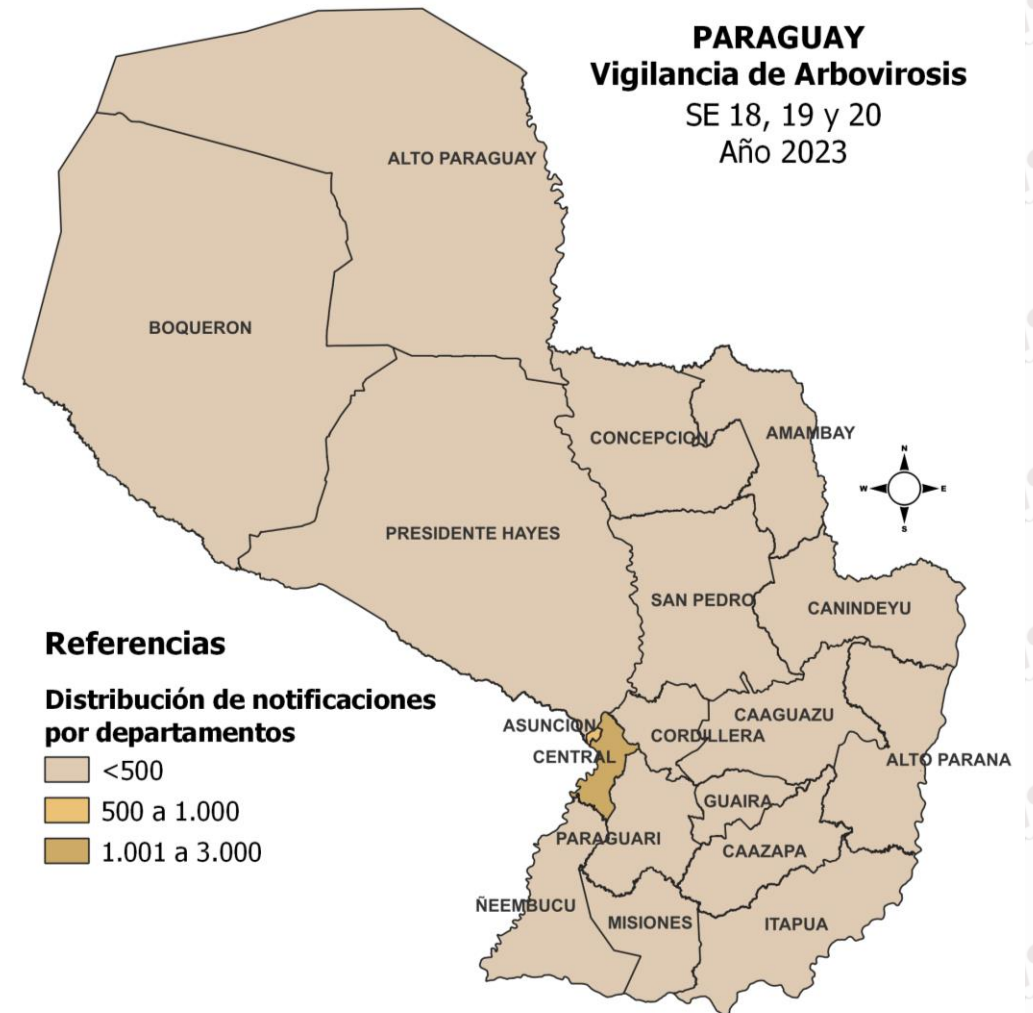 PARAGUAY
Vigilancia de Arbovirosis
SE 18, 19 y 20
Año 2023
ALTO PARAGUAY
BOQUERON
CONCEPCION
AMAMBAY
N
W
E
S
PRESIDENTE HAYES
SAN PEDRO
CANINDEYU
Referencias
Distribución de notificaciones
por departamentos
<500
500 a 1.000
1.001 a 3.000
ASUNCION
CENTRAL
CORDILLERA
CAAGUAZU
ALTO PARANA
GUAIRA
PARAGUARI
CAAZAPA
ÑEEMBUCU
MISIONES
ITAPUA